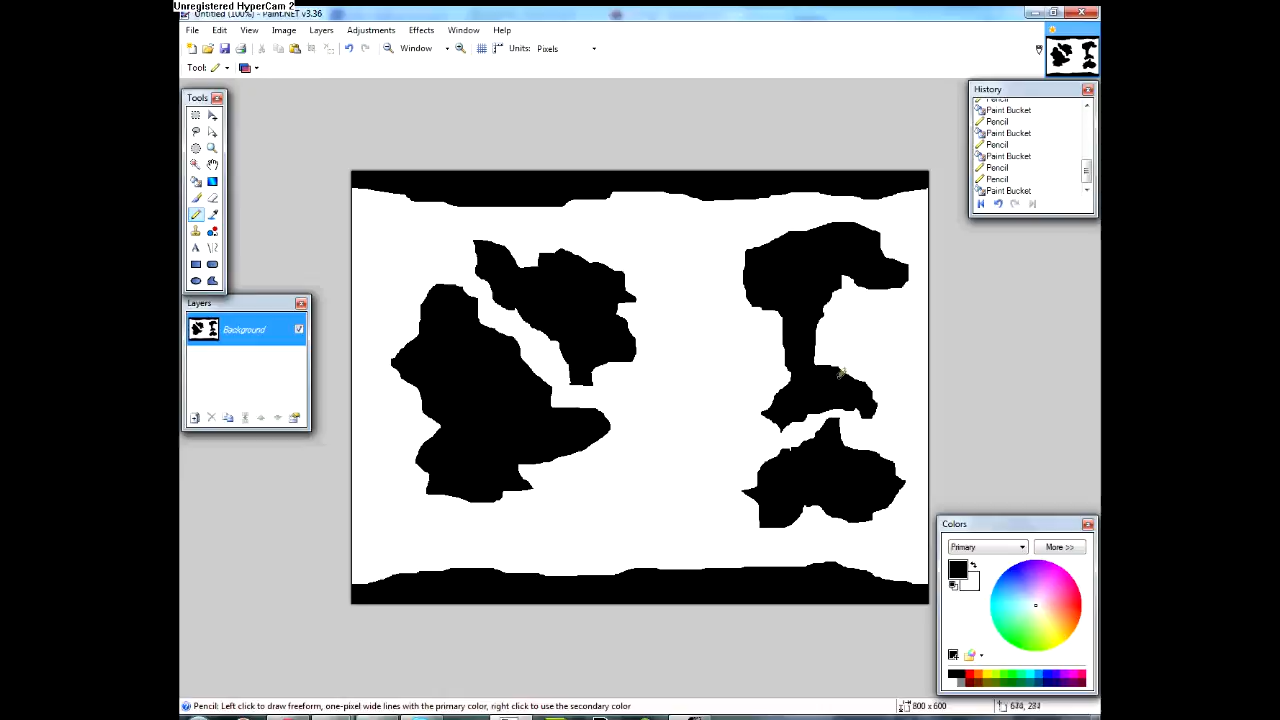 Unregistered HyperCam 2
Untitled (100%) - Paint.NET v3.36
File Edit View Image Layers Adjustments Effects Window Help
Window Units: Pixels
Tool:
Tools
History
Pencil
Paint Bucket
Pencil
Paint Bucket
Pencil
Paint Bucket
Pencil
Pencil
Paint Bucket
Layers
Background
Colors
Primary More >>
Pencil: Left click to draw freeform, one-pixel wide lines with the primary color, right click to use the secondary color
800 x 600